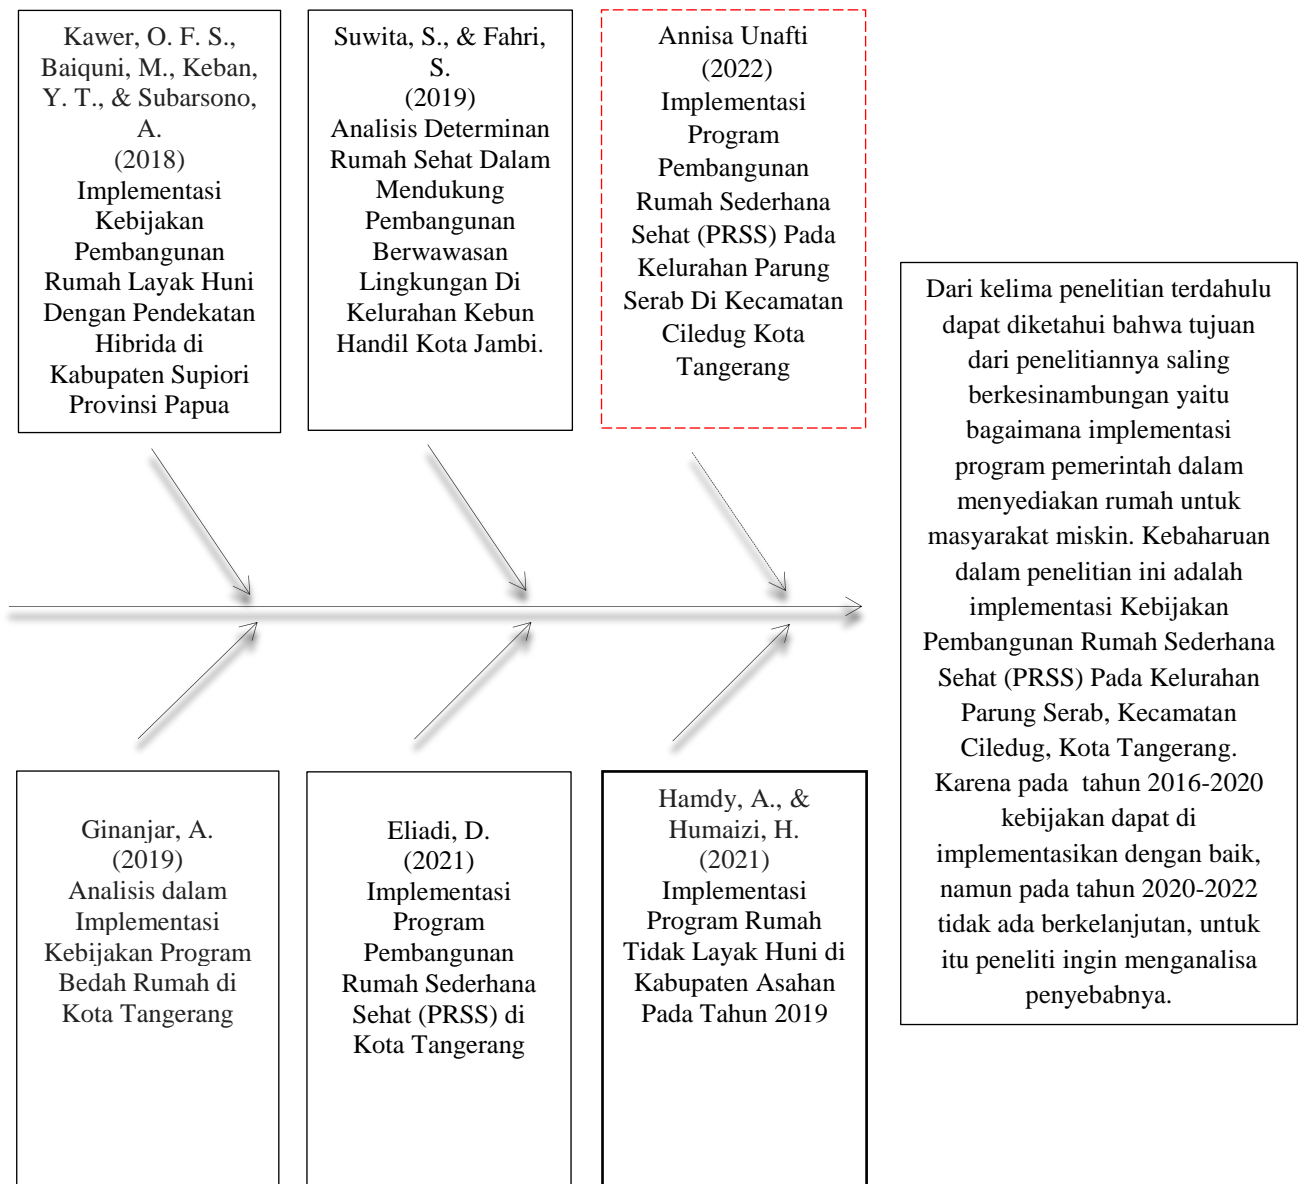 Kawer, O. F. S.,
Baiquni, M., Keban,
Y. T., & Subarsono,
A.
(2018)
Implementasi
Kebijakan
Pembangunan
Rumah Layak Huni
Dengan Pendekatan
Hibrida di
Kabupaten Supiori
Provinsi Papua
Suwita, S., & Fahri,
S.
(2019)
Analisis Determinan
Rumah Sehat Dalam
Mendukung
Pembangunan
Berwawasan
Lingkungan Di
Kelurahan Kebun
Handil Kota Jambi.
Annisa Unafti
(2022)
Implementasi
Program
Pembangunan
Rumah Sederhana
Sehat (PRSS) Pada
Kelurahan Parung
Serab Di Kecamatan
Ciledug Kota
Tangerang
Ginanjar, A.
(2019)
Analisis dalam
Implementasi
Kebijakan Program
Bedah Rumah di
Kota Tangerang
Eliadi, D.
(2021)
Implementasi
Program
Pembangunan
Rumah Sederhana
Sehat (PRSS) di
Kota Tangerang
Hamdy, A., &
Humaizi, H.
(2021)
Implementasi
Program Rumah
Tidak Layak Huni di
Kabupaten Asahan
Pada Tahun 2019
Dari kelima penelitian terdahulu
dapat diketahui bahwa tujuan
dari penelitiannya saling
berkesinambungan yaitu
bagaimana implementasi
program pemerintah dalam
menyediakan rumah untuk
masyarakat miskin. Kebaharuan
dalam penelitian ini adalah
implementasi Kebijakan
Pembangunan Rumah Sederhana
Sehat (PRSS) Pada Kelurahan
Parung Serab, Kecamatan
Ciledug, Kota Tangerang.
Karena pada tahun 2016-2020
kebijakan dapat di
implementasikan dengan baik,
namun pada tahun 2020-2022
tidak ada berkelanjutan, untuk
itu peneliti ingin menganalisa
penyebabnya.